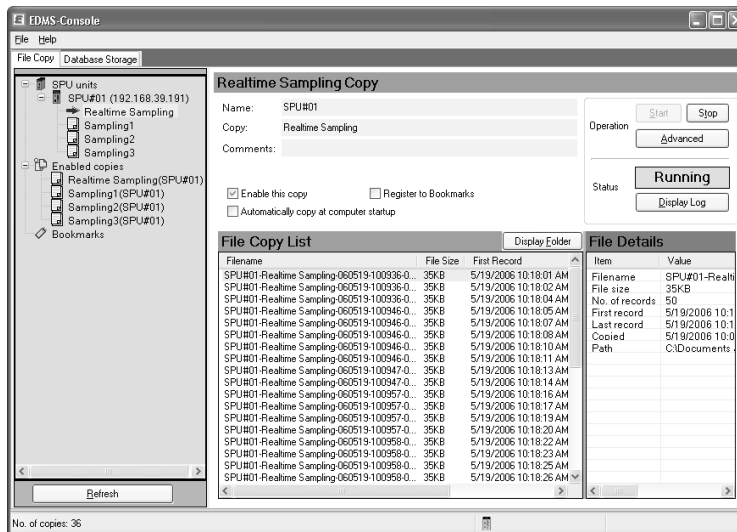 EDMS-Console
File Help
File Copy Database Storage
SPU units
SPU#01 (192.168.39.191)
Realtime Sampling
Sampling1
Sampling2
Sampling3
Enabled copies
Realtime Sampling(SPU#01)
Sampling1(SPU#01)
Sampling2(SPU#01)
Sampling3(SPU#01)
Bookmarks
Refresh
Realtime Sampling Copy
Name: SPU#01
Copy: Realtime Sampling
Comments:
Enable this copy Register to Bookmarks
Automatically copy at computer startup
Operation Start Stop
Advanced
Status Running
Display Log
File Copy List Display Folder
Filename File Size First Record
SPU#01-Realtime Sampling-060519-100936-0... 35KB 5/19/2006 10:18:01 AM
SPU#01-Realtime Sampling-060519-100936-0... 35KB 5/19/2006 10:18:02 AM
SPU#01-Realtime Sampling-060519-100936-0... 35KB 5/19/2006 10:18:04 AM
SPU#01-Realtime Sampling-060519-100946-0... 35KB 5/19/2006 10:18:05 AM
SPU#01-Realtime Sampling-060519-100946-0... 35KB 5/19/2006 10:18:07 AM
SPU#01-Realtime Sampling-060519-100946-0... 35KB 5/19/2006 10:18:08 AM
SPU#01-Realtime Sampling-060519-100946-0... 35KB 5/19/2006 10:18:10 AM
SPU#01-Realtime Sampling-060519-100946-0... 35KB 5/19/2006 10:18:11 AM
SPU#01-Realtime Sampling-060519-100947-0... 35KB 5/19/2006 10:18:13 AM
SPU#01-Realtime Sampling-060519-100947-0... 35KB 5/19/2006 10:18:14 AM
SPU#01-Realtime Sampling-060519-100957-0... 35KB 5/19/2006 10:18:16 AM
SPU#01-Realtime Sampling-060519-100957-0... 35KB 5/19/2006 10:18:17 AM
SPU#01-Realtime Sampling-060519-100957-0... 35KB 5/19/2006 10:18:19 AM
SPU#01-Realtime Sampling-060519-100957-0... 35KB 5/19/2006 10:18:20 AM
SPU#01-Realtime Sampling-060519-100958-0... 35KB 5/19/2006 10:18:22 AM
SPU#01-Realtime Sampling-060519-100958-0... 35KB 5/19/2006 10:18:23 AM
SPU#01-Realtime Sampling-060519-100958-0... 35KB 5/19/2006 10:18:25 AM
SPU#01-Realtime Sampling-060519-100958-0... 35KB 5/19/2006 10:18:26 AM
File Details
Item Value
Filename SPU#01-Realti
File size 35KB
No. of records 50
First record 5/19/2006 10:1
Last record 5/19/2006 10:1
Copied 5/19/2006 10:0
Path C:\Documents
No. of copies: 36